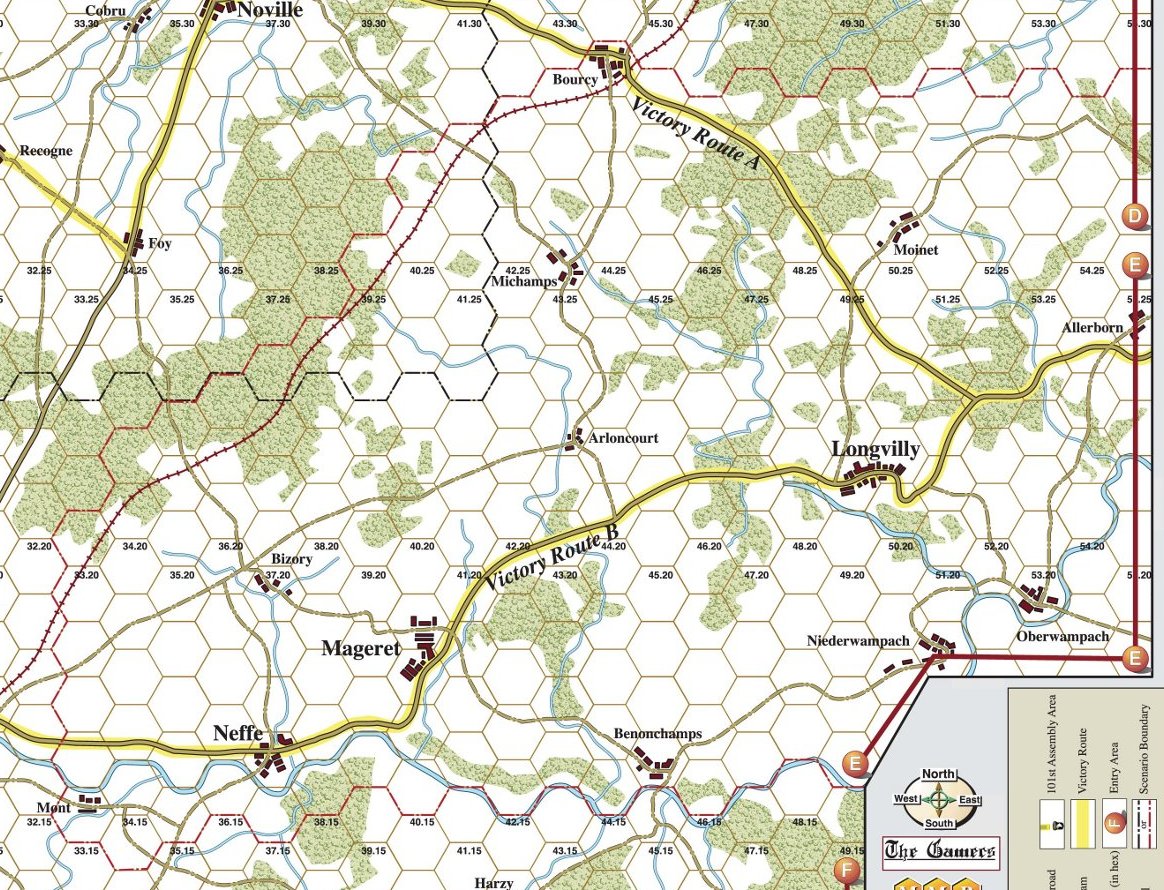 Cobru
Noville
33.30
35.30
37.30
39.30
41.30
43.30
45.30
47.30
49.30
51.30
53.30
Bourcy
Victory Route A
Recogne
D
Foy
Moinet
32.25
34.25
36.25
38.25
40.25
42.25
44.25
46.25
48.25
50.25
52.25
54.25
E
Michamps
33.25
35.25
37.25
39.25
41.25
43.25
45.25
47.25
49.25
51.25
53.25
Allerborn
Arloncourt
Longvilly
32.20
34.20
36.20
38.20
40.20
42.20
44.20
46.20
48.20
50.20
52.20
54.20
Victory Route B
Bizory
33.20
35.20
37.20
39.20
41.20
43.20
45.20
47.20
49.20
51.20
53.20
Oberwampach
Niederwampach
Mageret
E
Neffe
Benonchamps
E
North
West
East
South
Mont
32.15
34.15
36.15
38.15
40.15
42.15
44.15
46.15
48.15
33.15
35.15
37.15
39.15
41.15
43.15
45.15
47.15
49.15
The Gamers
Harzy
F
M M P
101st Assembly Area
Victory Route
Entry Area
F
(in hex)
Scenario Boundary
or